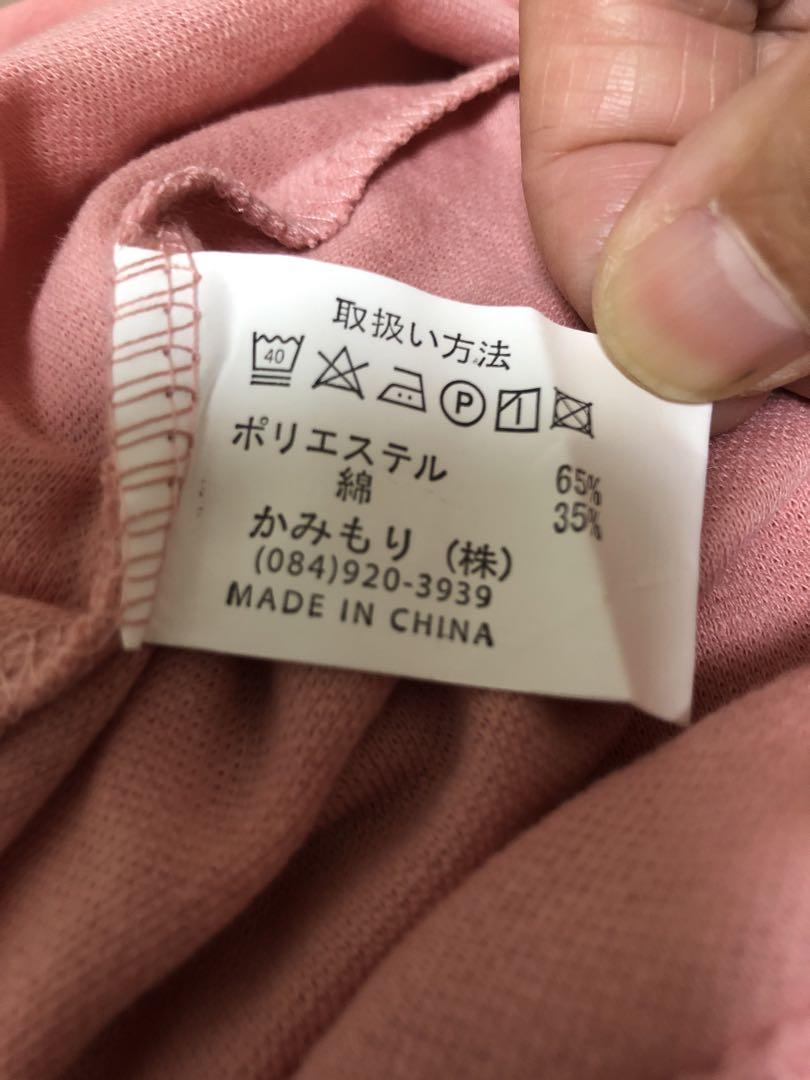 取扱い方法
40 P
ポリエステル 65%
綿 35%
かみもり (株)
(084)920-3939
MADE IN CHINA